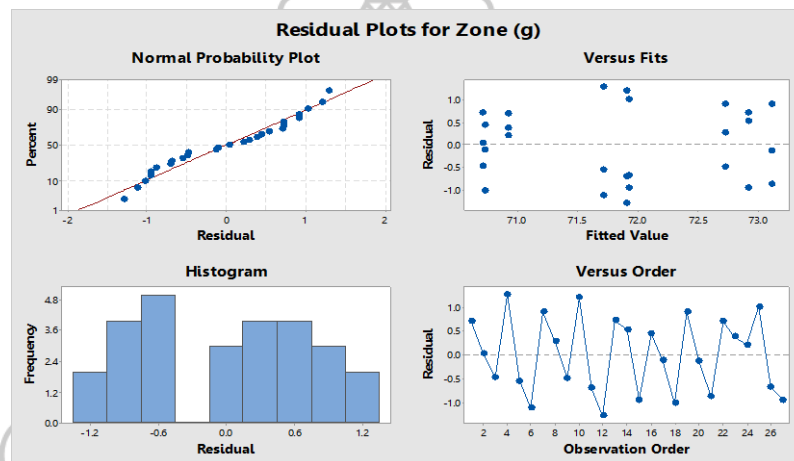 Residual Plots for Zone (g)
Normal Probability Plot
Versus Fits
99
90
50
10
1
Percent
-2 -1 0 1 2
Residual
1.0
0.5
0.0
-0.5
-1.0
Residual
71.0 71.5 72.0 72.5 73.0
Fitted Value
Histogram
Versus Order
4.8
3.6
2.4
1.2
0.0
Frequency
-1.2 -0.6 0.0 0.6 1.2
Residual
1.0
0.5
0.0
-0.5
-1.0
Residual
2 4 6 8 10 12 14 16 18 20 22 24 26
Observation Order